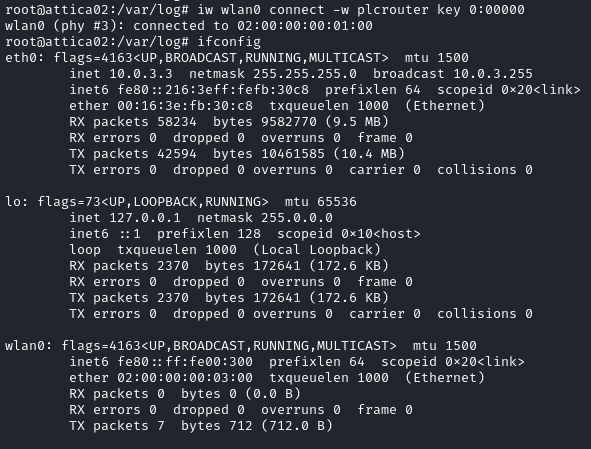 root@attica02:/var/log# iw wlan0 connect -w plcrouter key 0:00000
wlan0 (phy #3): connected to 02:00:00:00:01:00
root@attica02:/var/log# ifconfig
eth0: flags=4163<UP,BROADCAST,RUNNING,MULTICAST>  mtu 1500
        inet 10.0.3.3  netmask 255.255.255.0  broadcast 10.0.3.255
        inet6 fe80::216:3eff:fefb:30c8  prefixlen 64  scopeid 0×20<link>
        ether 00:16:3e:fb:30:c8  txqueuelen 1000  (Ethernet)
        RX packets 58234  bytes 9582770 (9.5 MB)
        RX errors 0  dropped 0  overruns 0  frame 0
        TX packets 42594  bytes 10461585 (10.4 MB)
        TX errors 0  dropped 0 overruns 0  carrier 0  collisions 0

lo: flags=73<UP,LOOPBACK,RUNNING>  mtu 65536
        inet 127.0.0.1  netmask 255.0.0.0
        inet6 ::1  prefixlen 128  scopeid 0×10<host>
        loop  txqueuelen 1000  (Local Loopback)
        RX packets 2370  bytes 172641 (172.6 KB)
        RX errors 0  dropped 0  overruns 0  frame 0
        TX packets 2370  bytes 172641 (172.6 KB)
        TX errors 0  dropped 0 overruns 0  carrier 0  collisions 0

wlan0: flags=4163<UP,BROADCAST,RUNNING,MULTICAST>  mtu 1500
        inet6 fe80::ff:fe00:300  prefixlen 64  scopeid 0×20<link>
        ether 02:00:00:00:03:00  txqueuelen 1000  (Ethernet)
        RX packets 0  bytes 0 (0.0 B)
        RX errors 0  dropped 0  overruns 0  frame 0
        TX packets 7  bytes 712 (712.0 B)